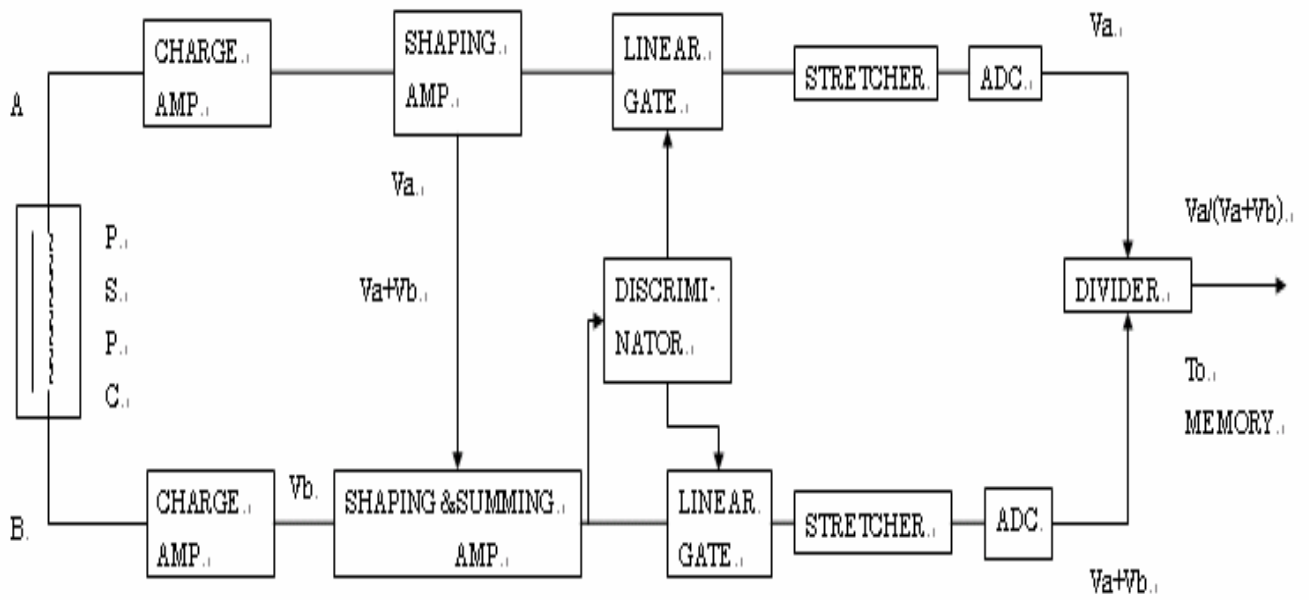 A
CHARGE
AMP.
SHAPING
AMP.
LINEAR
GATE
STRETCHER
ADC
Va
P
S
P
C
Va
Va+Vb
DISCRIMI-
NATOR
Va/(Va+Vb)
DIVIDER
To
MEMORY
B
CHARGE
AMP.
Vb
SHAPING&SUMMING
AMP.
LINEAR
GATE
STRETCHER
ADC
Va+Vb